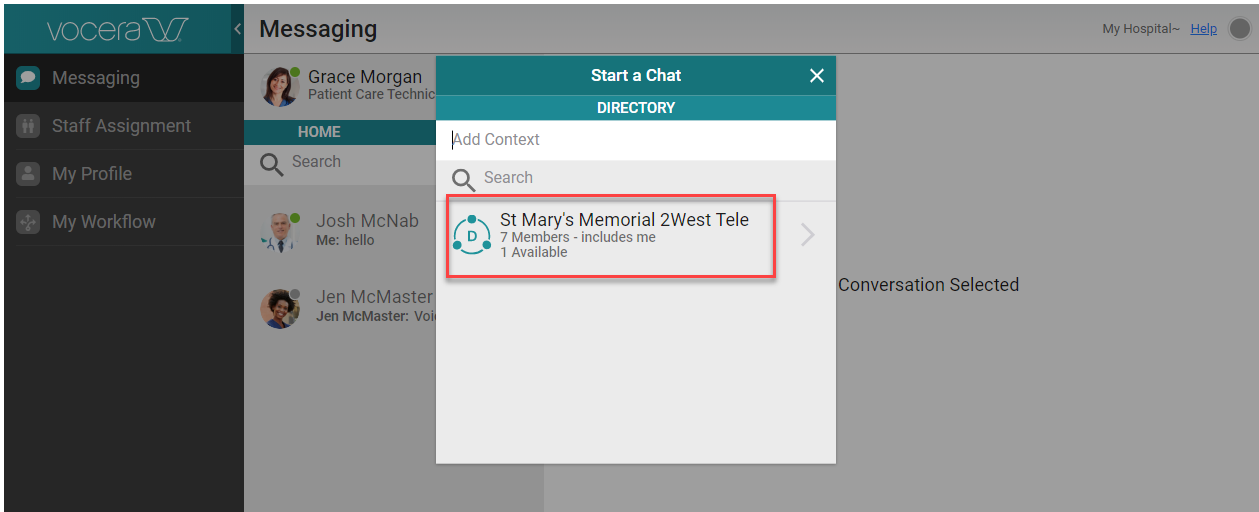 vocera
Messaging
My Hospital~ Help
Messaging
Staff Assignment
My Profile
My Workflow
Grace Morgan
Patient Care Technic
HOME
Search
Josh McNab
Me: hello
Jen McMaster
Jen McMaster: Voi
Start a Chat
DIRECTORY
Add Context
Search
D
St Mary's Memorial 2West Tele
7 Members - includes me
1 Available
Conversation Selected